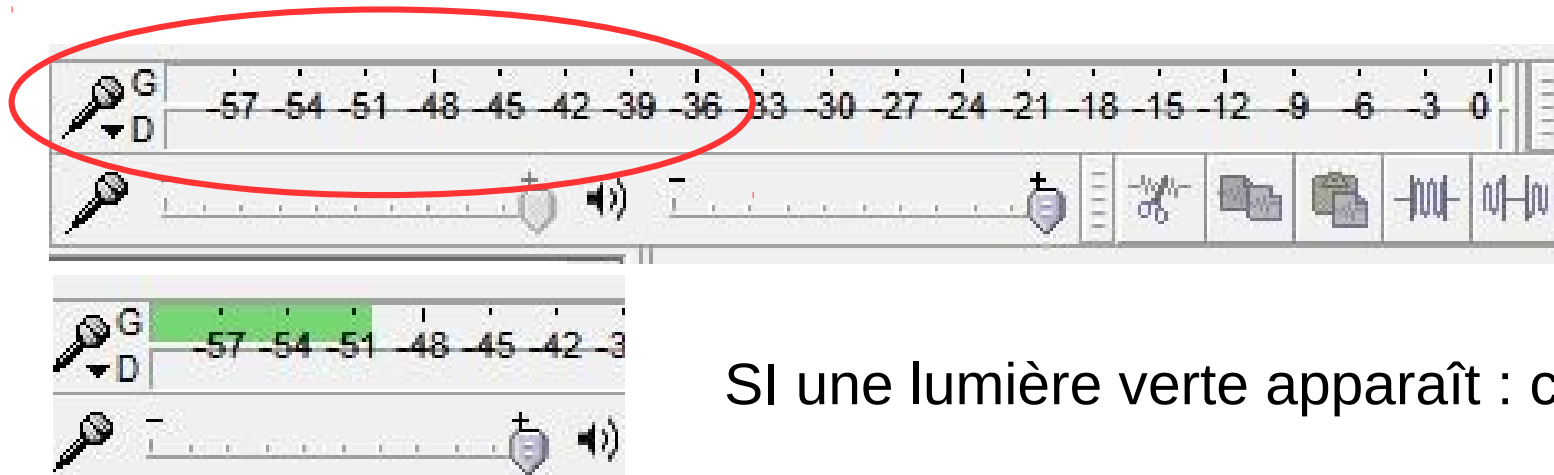 G
-57 -54 -51 -48 -45 -42 -39 -36 -33 -30 -27 -24 -21 -18 -15 -12 -9 -6 -3 0
D
- +
- +
G
-57 -54 -51 -48 -45 -42 -3
D
SI une lumière verte apparaît : c
- +